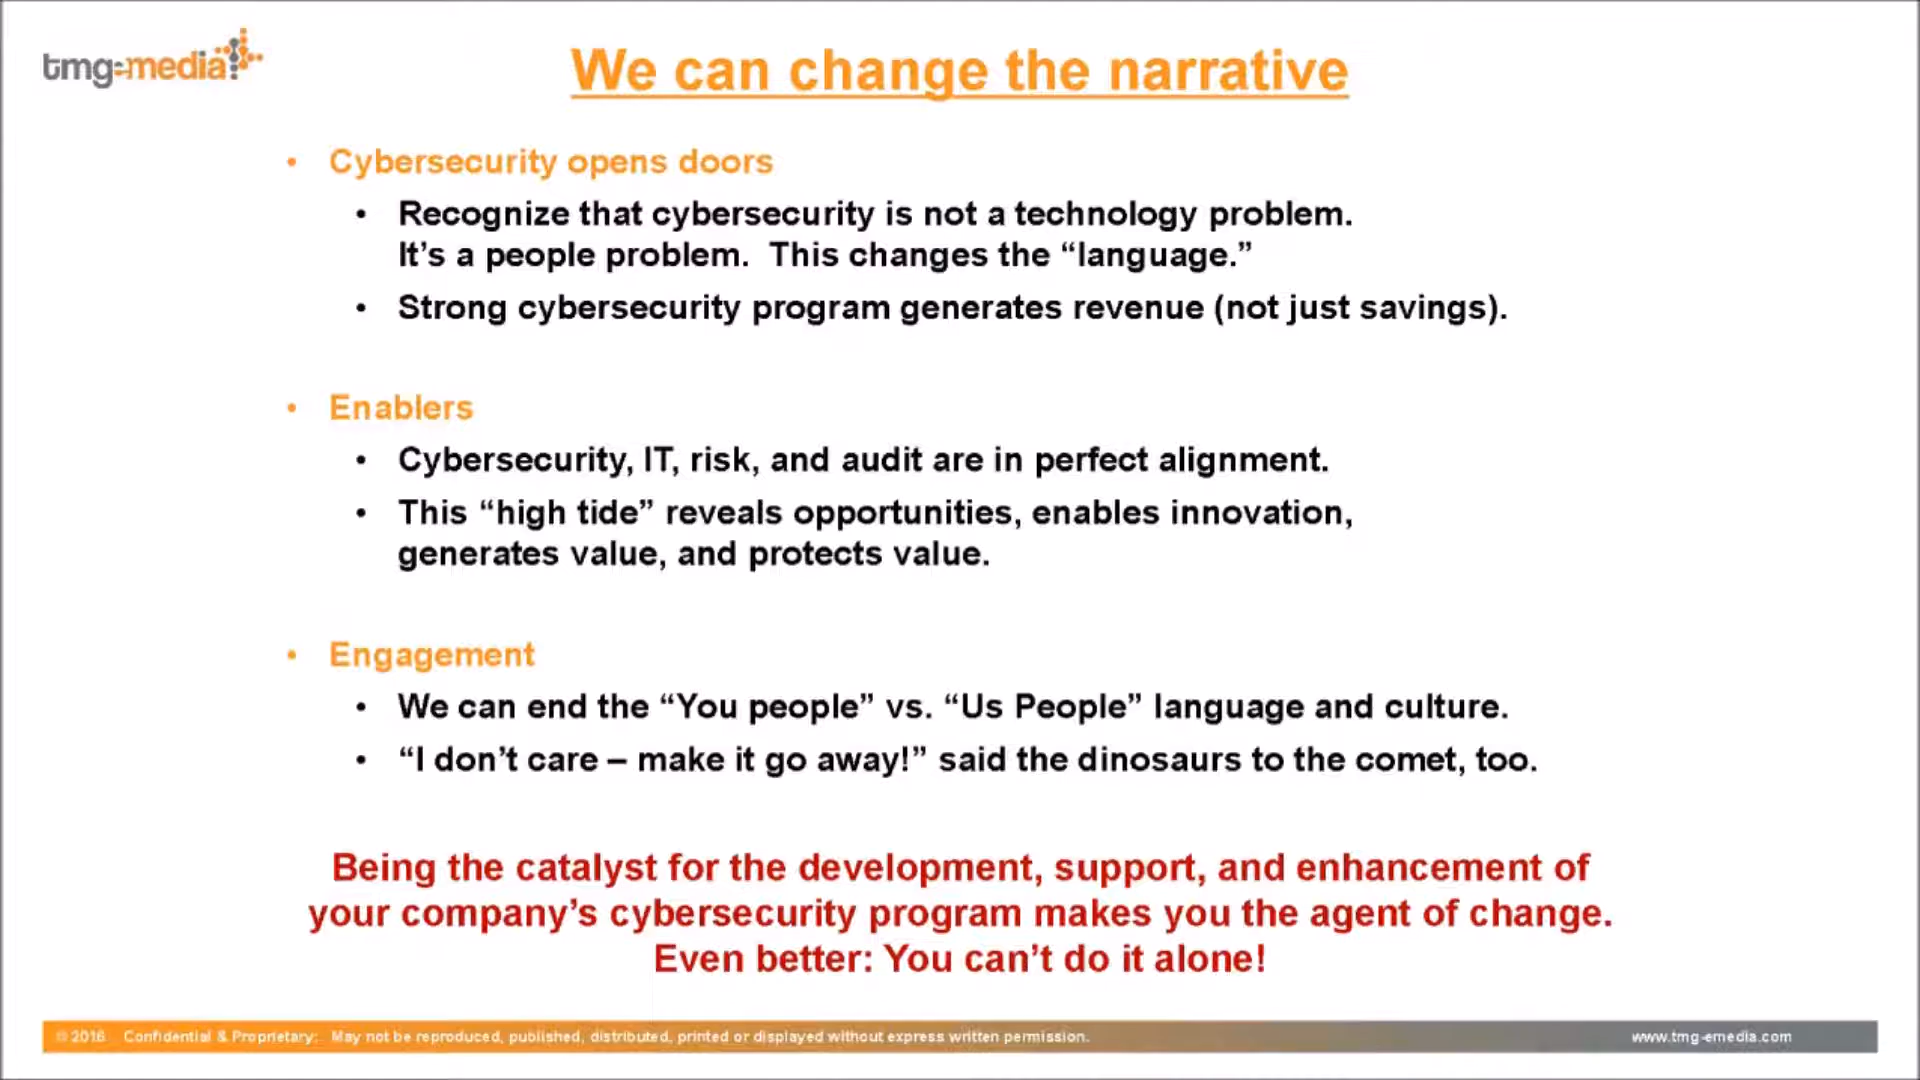 tmg-emedia
We can change the narrative
• Cybersecurity opens doors
• Recognize that cybersecurity is not a technology problem.
It’s a people problem. This changes the “language.”
• Strong cybersecurity program generates revenue (not just savings).
• Enablers
• Cybersecurity, IT, risk, and audit are in perfect alignment.
• This “high tide” reveals opportunities, enables innovation,
generates value, and protects value.
• Engagement
• We can end the “You people” vs. “Us People” language and culture.
• “I don’t care – make it go away!” said the dinosaurs to the comet, too.
Being the catalyst for the development, support, and enhancement of
your company’s cybersecurity program makes you the agent of change.
Even better: You can’t do it alone!
© 2016 Confidential & Proprietary: May not be reproduced, published, distributed, printed or displayed without express written permission.
www.tmg-emedia.com